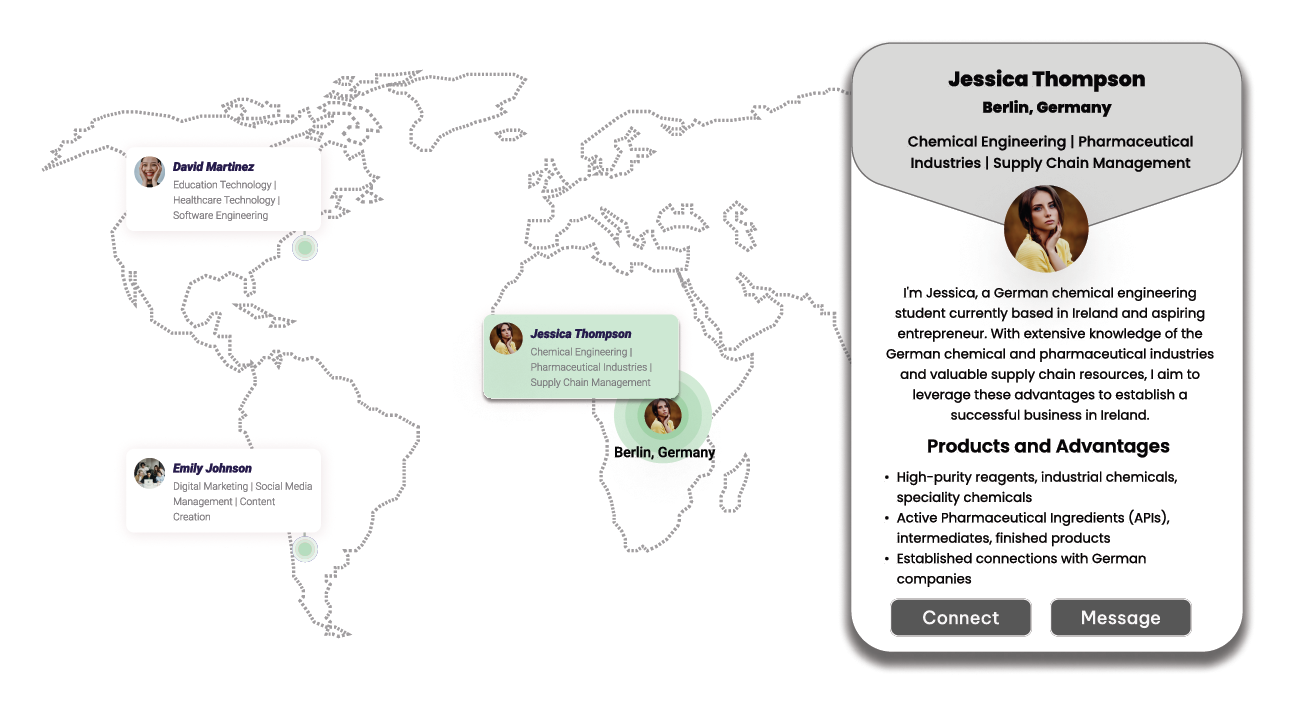 David Martinez
Education Technology |
Healthcare Technology |
Software Engineering
Jessica Thompson
Chemical Engineering |
Pharmaceutical Industries |
Supply Chain Management
Berlin, Germany
Emily Johnson
Digital Marketing | Social Media
Management | Content
Creation
Jessica Thompson
Berlin, Germany
Chemical Engineering | Pharmaceutical
Industries | Supply Chain Management
I'm Jessica, a German chemical engineering
student currently based in Ireland and aspiring
entrepreneur. With extensive knowledge of the
German chemical and pharmaceutical industries
and valuable supply chain resources, I aim to
leverage these advantages to establish a
successful business in Ireland.
Products and Advantages
• High-purity reagents, industrial chemicals,
speciality chemicals
• Active Pharmaceutical Ingredients (APIs),
intermediates, finished products
• Established connections with German
companies
Connect
Message